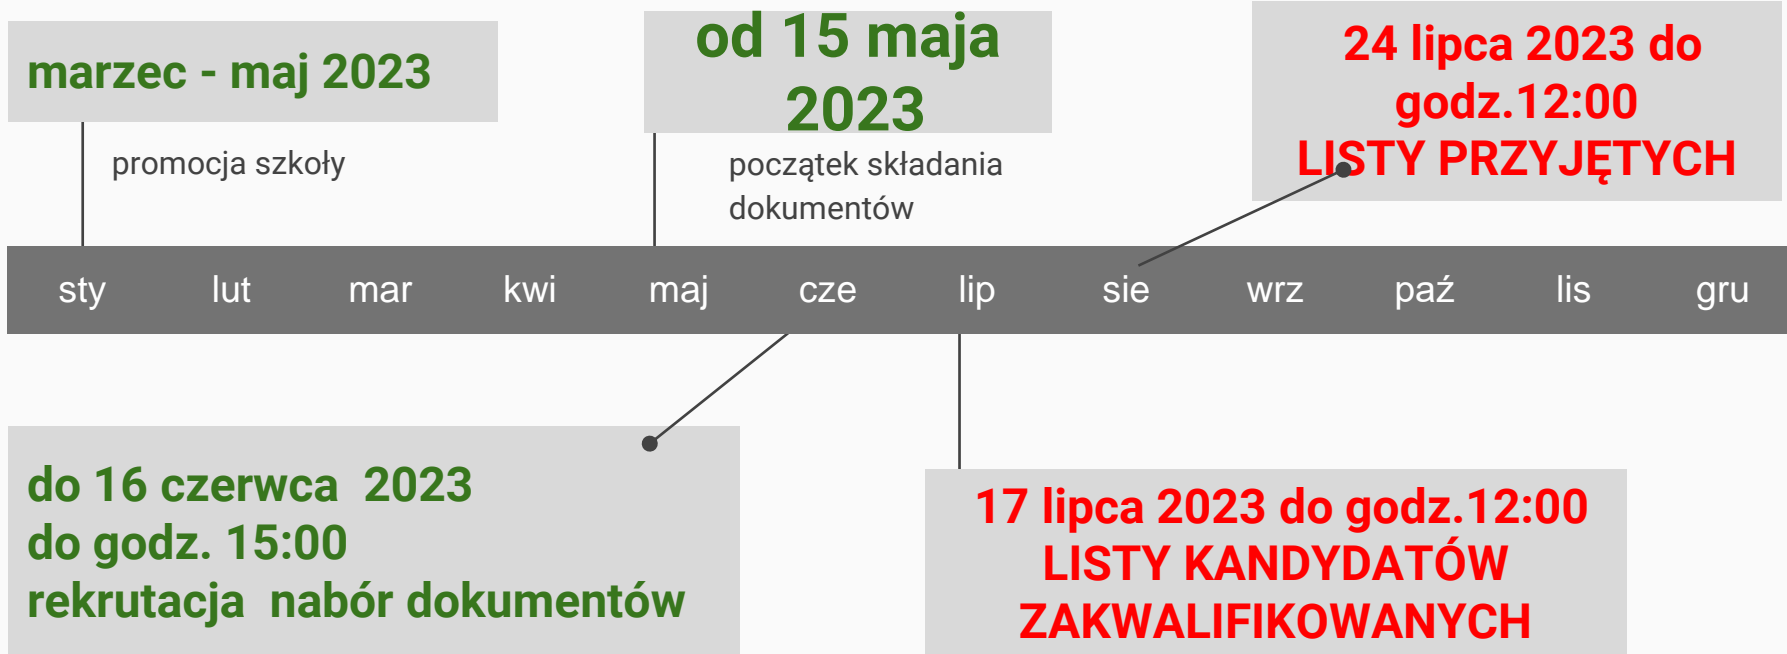 marzec - maj 2023
promocja szkoły
od 15 maja
2023
początek składania
dokumentów
24 lipca 2023 do
godz.12:00
LISTY PRZYJĘTYCH
sty lut mar kwi maj cze lip sie wrz paź lis gru
do 16 czerwca  2023
do godz. 15:00
rekrutacja  nabór dokumentów
17 lipca 2023 do godz.12:00
LISTY KANDYDATÓW
ZAKWALIFIKOWANYCH